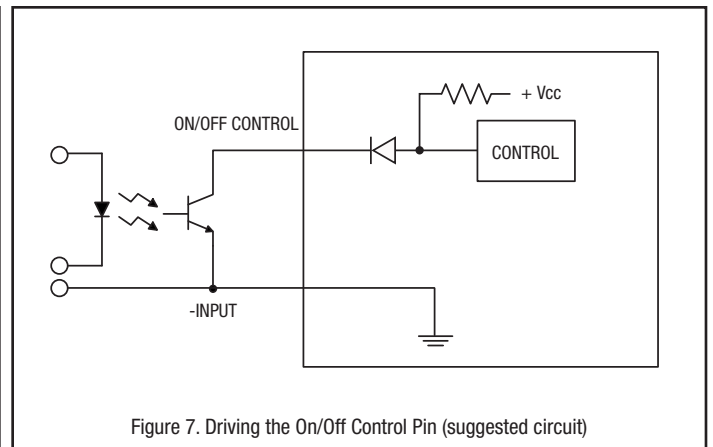 + Vcc
ON/OFF CONTROL
CONTROL
-INPUT
Figure 7. Driving the On/Off Control Pin (suggested circuit)